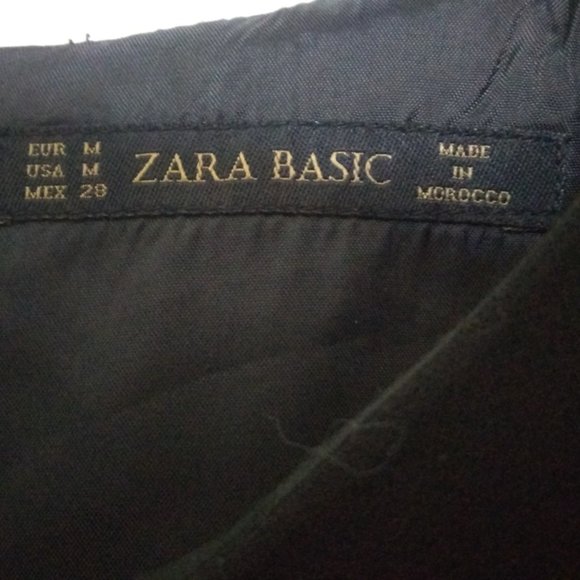 EUR M
USA M
MEX 28
ZARA BASIC
MADE
IN
MOROCCO